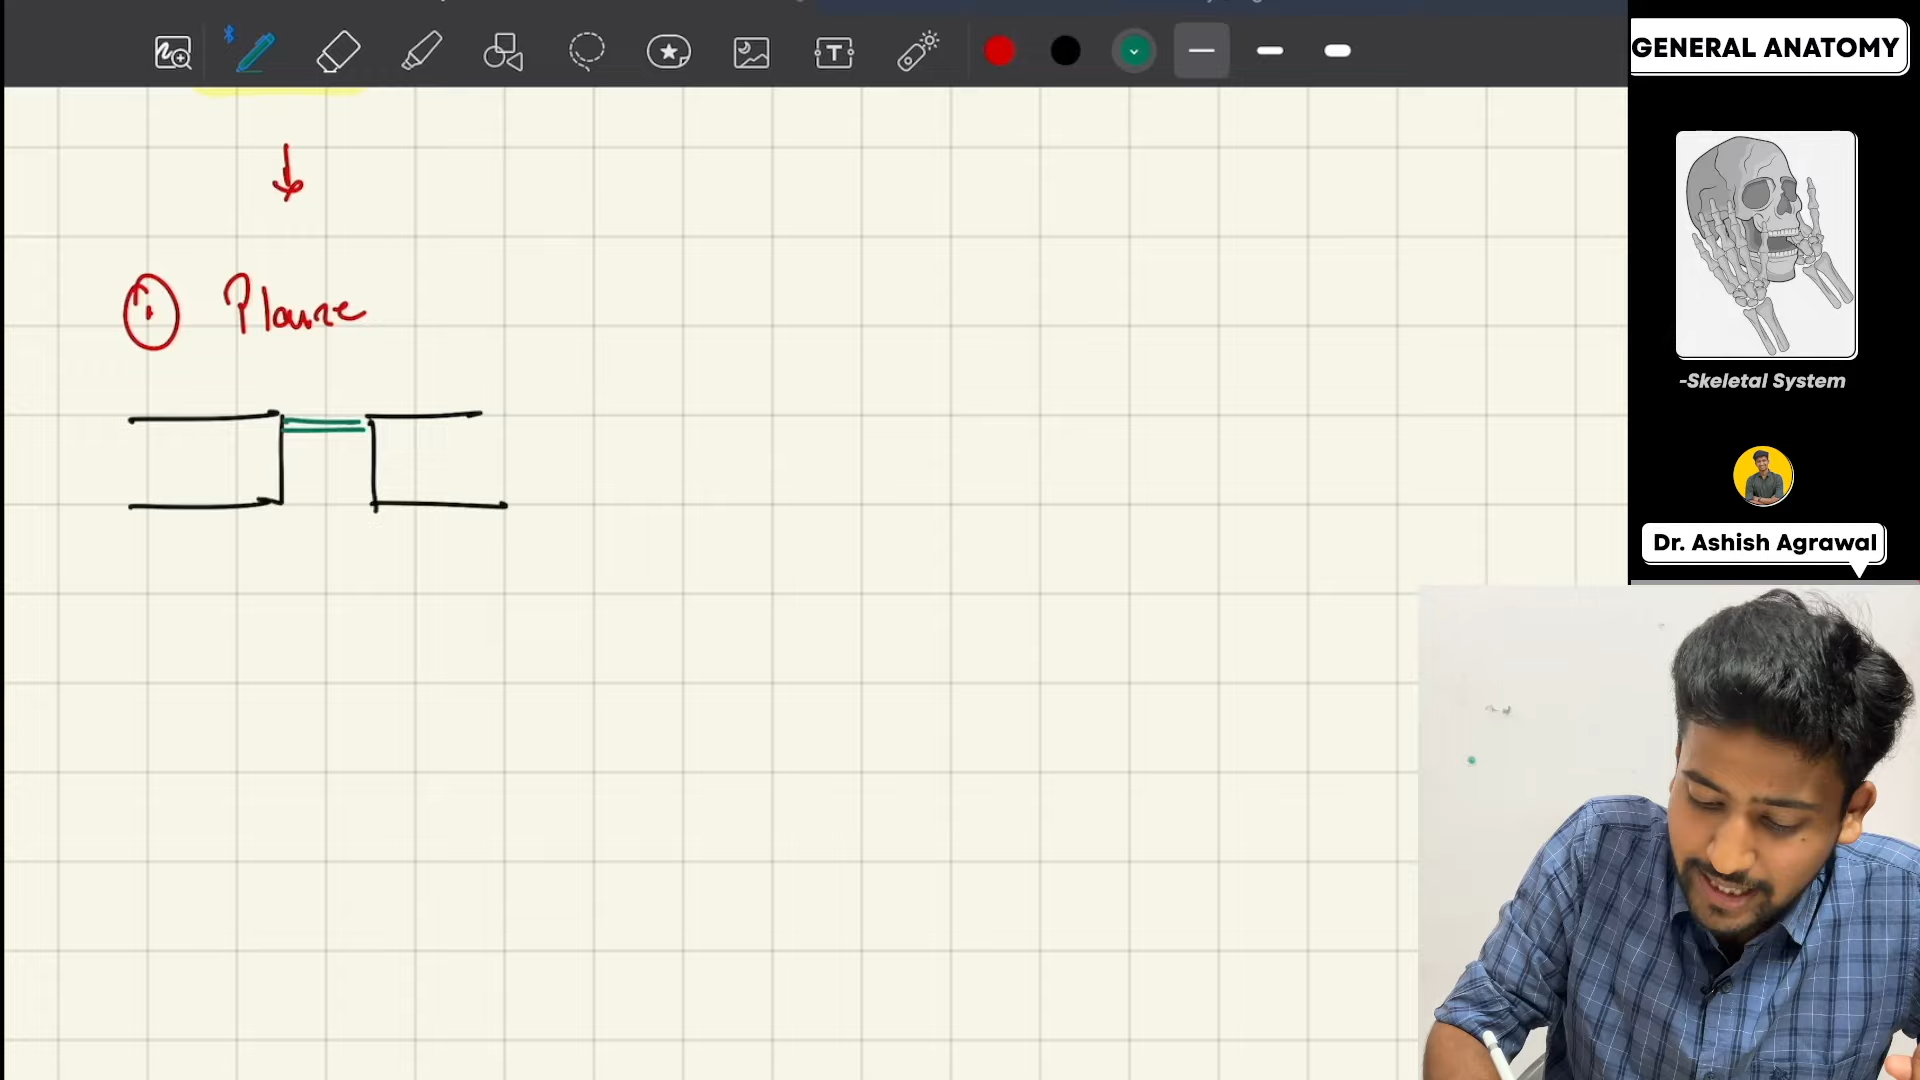 GENERAL ANATOMY
T
① Plane
-Skeletal System
Dr. Ashish Agrawal